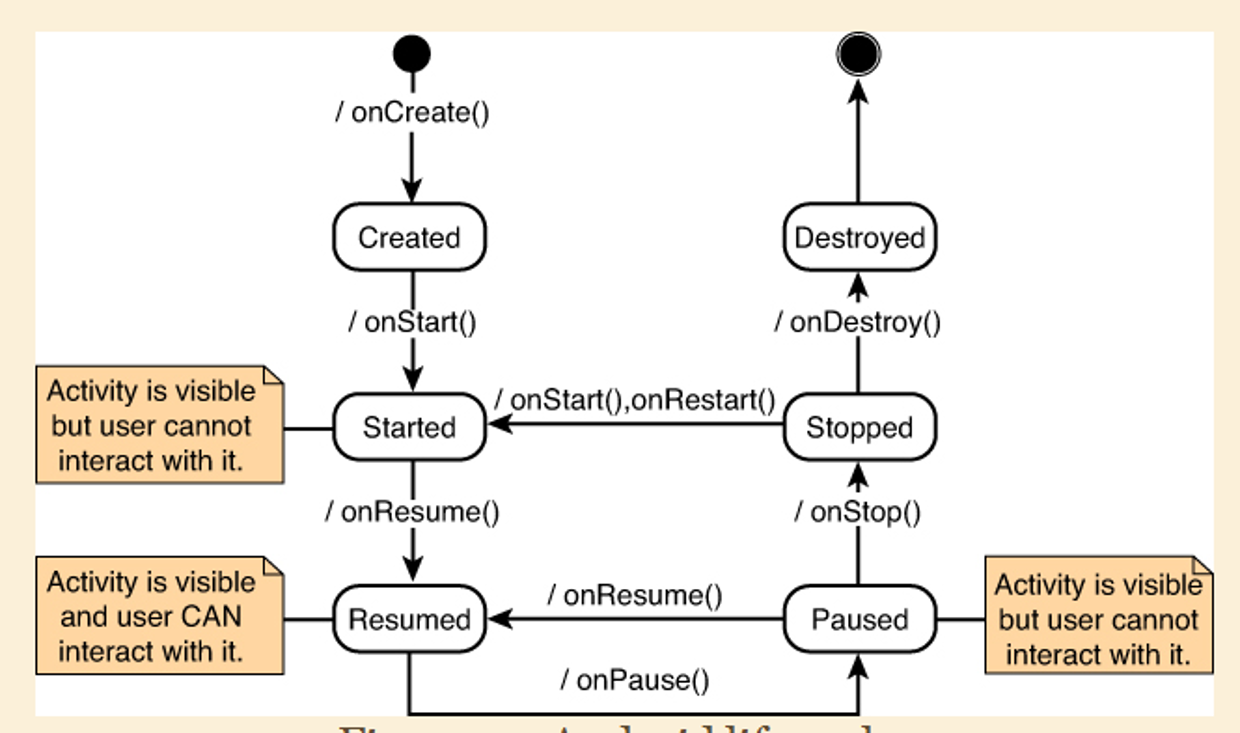 / onCreate()
Created
Destroyed
/ onStart()
/ onDestroy()
Activity is visible
but user cannot
interact with it.
Started
/ onStart(),onRestart()
Stopped
/ onResume()
/ onStop()
Activity is visible
and user CAN
interact with it.
Resumed
/ onResume()
Paused
Activity is visible
but user cannot
interact with it.
/ onPause()